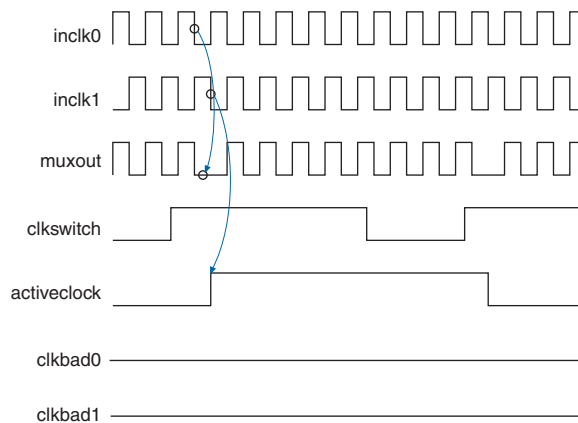 inclk0
inclk1
muxout
clkswitch
activeclock
clkbad0
clkbad1